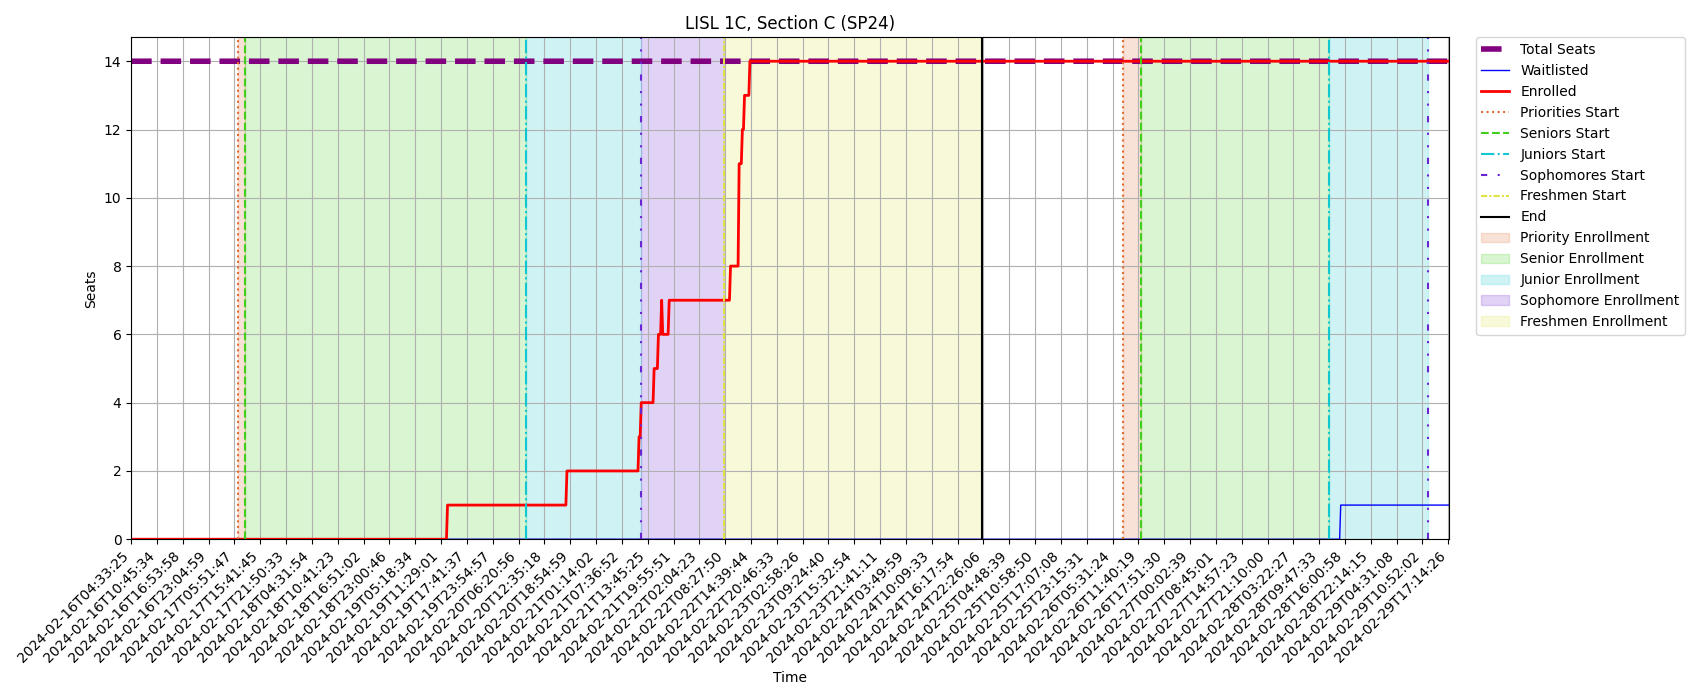 LISL 1C, Section C (SP24)
Seats
14
12
10
8
6
4
2
0
2024-02-16T04:33:25
2024-02-16T10:45:34
2024-02-16T16:53:58
2024-02-16T23:04:59
2024-02-17T05:51:47
2024-02-17T15:41:45
2024-02-17T21:50:33
2024-02-18T04:31:54
2024-02-18T10:41:23
2024-02-18T16:51:02
2024-02-18T23:00:46
2024-02-19T05:18:34
2024-02-19T11:29:01
2024-02-19T17:41:37
2024-02-19T23:54:57
2024-02-20T06:20:56
2024-02-20T12:35:18
2024-02-20T18:54:59
2024-02-21T01:14:02
2024-02-21T07:36:52
2024-02-21T13:45:25
2024-02-21T19:55:51
2024-02-22T02:04:23
2024-02-22T08:27:50
2024-02-22T14:39:44
2024-02-22T20:46:33
2024-02-23T02:58:26
2024-02-23T09:24:40
2024-02-23T15:32:54
2024-02-23T21:41:11
2024-02-24T03:49:59
2024-02-24T10:09:33
2024-02-24T16:17:54
2024-02-24T22:26:06
2024-02-25T04:48:39
2024-02-25T10:58:50
2024-02-25T17:07:08
2024-02-25T23:15:31
2024-02-26T05:31:24
2024-02-26T11:40:19
2024-02-26T17:51:30
2024-02-27T00:02:39
2024-02-27T08:45:01
2024-02-27T14:57:23
2024-02-27T21:10:00
2024-02-28T03:22:27
2024-02-28T09:47:33
2024-02-28T16:00:58
2024-02-28T22:14:15
2024-02-29T04:31:08
2024-02-29T10:52:02
2024-02-29T17:14:26
Time
Total Seats
Waitlisted
Enrolled
Priorities Start
Seniors Start
Juniors Start
Sophomores Start
Freshmen Start
End
Priority Enrollment
Senior Enrollment
Junior Enrollment
Sophomore Enrollment
Freshmen Enrollment